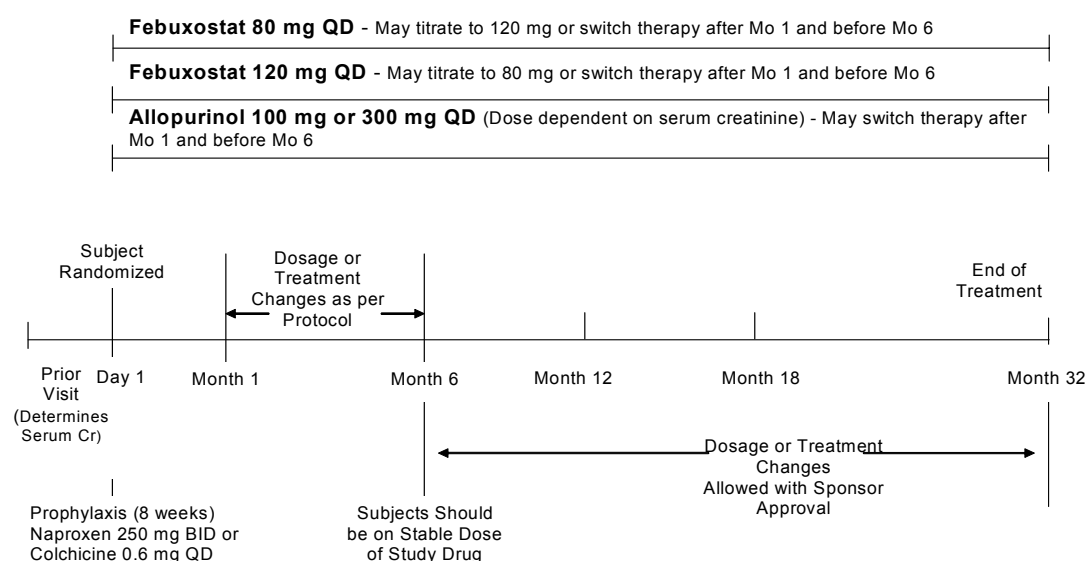 Febuxostat 80 mg QD - May titrate to 120 mg or switch therapy after Mo 1 and before Mo 6
Febuxostat 120 mg QD - May titrate to 80 mg or switch therapy after Mo 1 and before Mo 6
Allopurinol 100 mg or 300 mg QD (Dose dependent on serum creatinine) - May switch therapy after
Mo 1 and before Mo 6
Subject
Randomized
Dosage or
Treatment
Changes as per
Protocol
End of
Treatment
Prior
Visit
(Determines
Serum Cr)
Day 1
Month 1
Month 6
Month 12
Month 18
Month 32
Dosage or Treatment
Changes
Allowed with Sponsor
Approval
Prophylaxis (8 weeks)
Naproxen 250 mg BID or
Colchicine 0.6 mg QD
Subjects Should
be on Stable Dose
of Study Drug